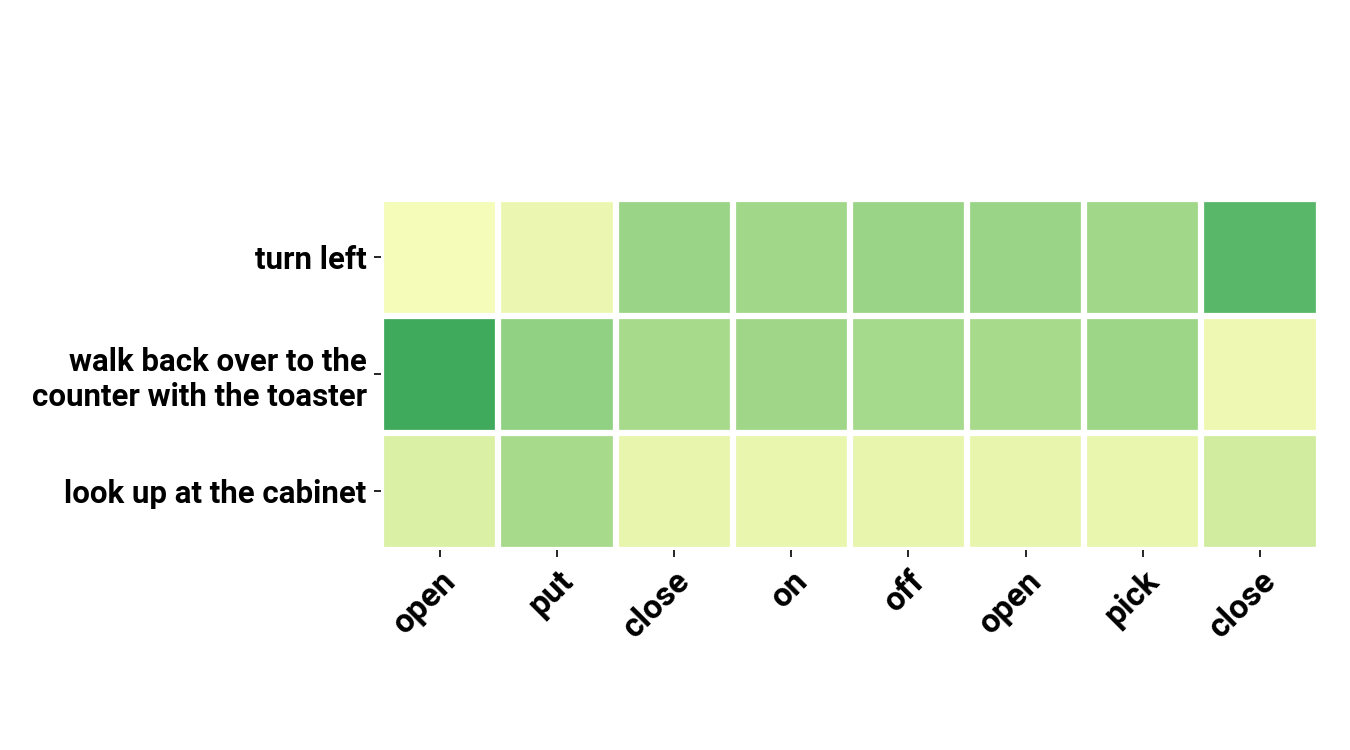 turn left
walk back over to the
counter with the toaster
look up at the cabinet
open put close on off open pick close